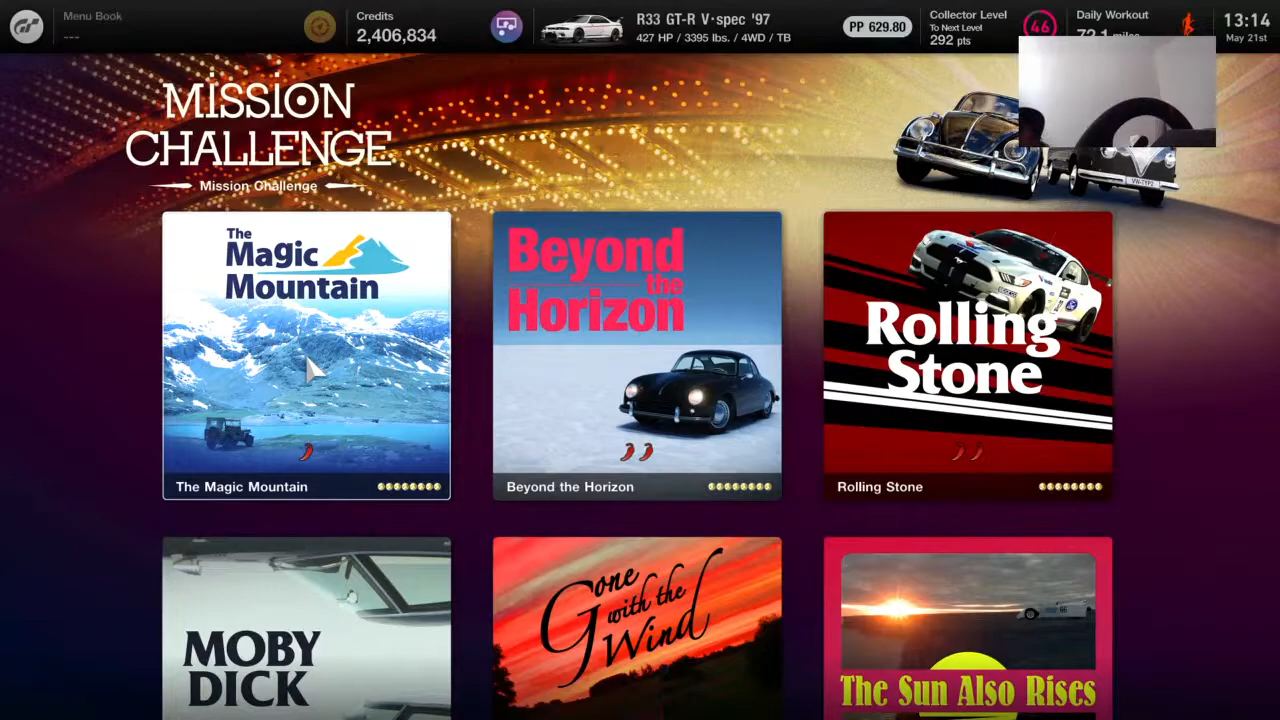 Menu Book
---
Credits
2,406,834
R33 GT-R V·spec '97
427 HP / 3395 lbs. / 4WD / TB
PP 629.80
Collector Level
To Next Level
292 pts
46
Daily Workout
13:14
May 21st
MISSION
CHALLENGE
Mission Challenge
The
Magic
Mountain
The Magic Mountain
Beyond
the
Horizon
Beyond the Horizon
Rolling
Stone
Rolling Stone
MOBY
DICK
Gone
with the
Wind
66
The Sun Also Rises